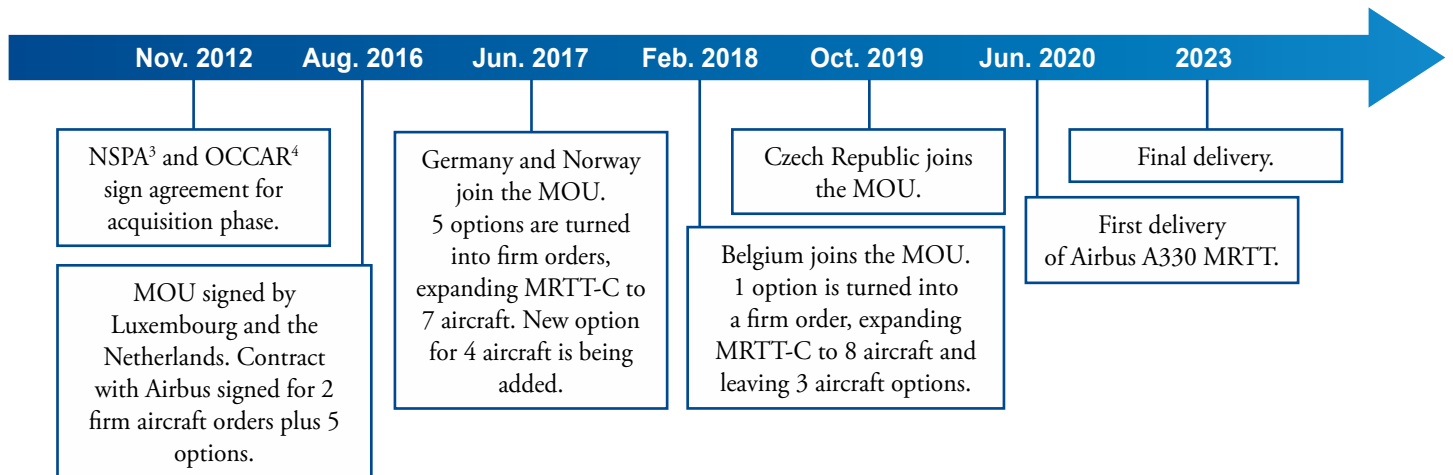 Nov. 2012
Aug. 2016
Jun. 2017
Feb. 2018
Oct. 2019
Jun. 2020
2023
NSPA³ and OCCAR⁴
sign agreement for
acquisition phase.
MOU signed by
Luxembourg and the
Netherlands. Contract
with Airbus signed for 2
firm aircraft orders plus 5
options.
Germany and Norway
join the MOU.
5 options are turned
into firm orders,
expanding MRTT-C to
7 aircraft. New option
for 4 aircraft is being
added.
Belgium joins the MOU.
1 option is turned into
a firm order, expanding
MRTT-C to 8 aircraft and
leaving 3 aircraft options.
Czech Republic joins
the MOU.
First delivery
of Airbus A330 MRTT.
Final delivery.